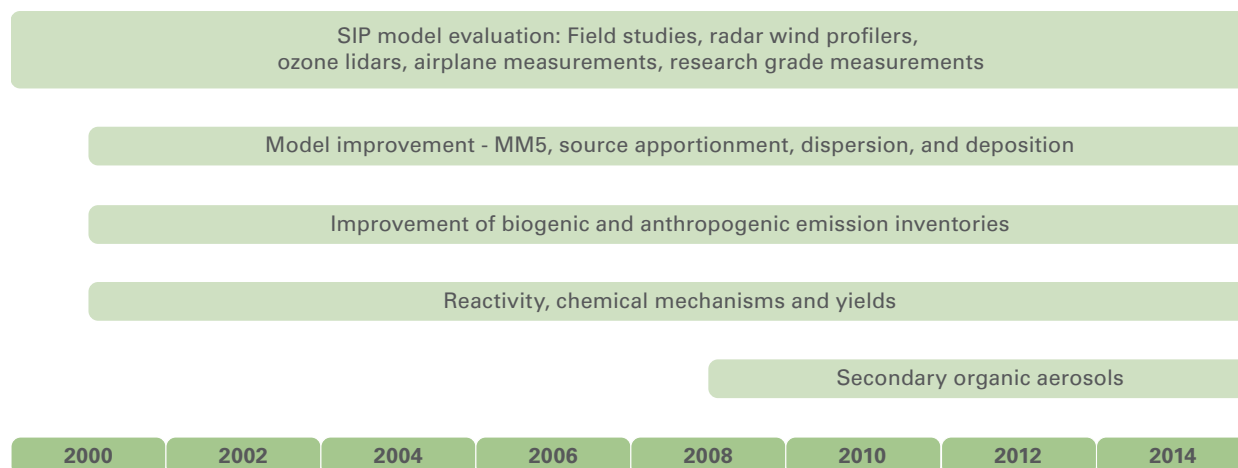 SIP model evaluation: Field studies, radar wind profilers,
ozone lidars, airplane measurements, research grade measurements
Model improvement - MM5, source apportionment, dispersion, and deposition
Improvement of biogenic and anthropogenic emission inventories
Reactivity, chemical mechanisms and yields
Secondary organic aerosols
2000 2002 2004 2006 2008 2010 2012 2014